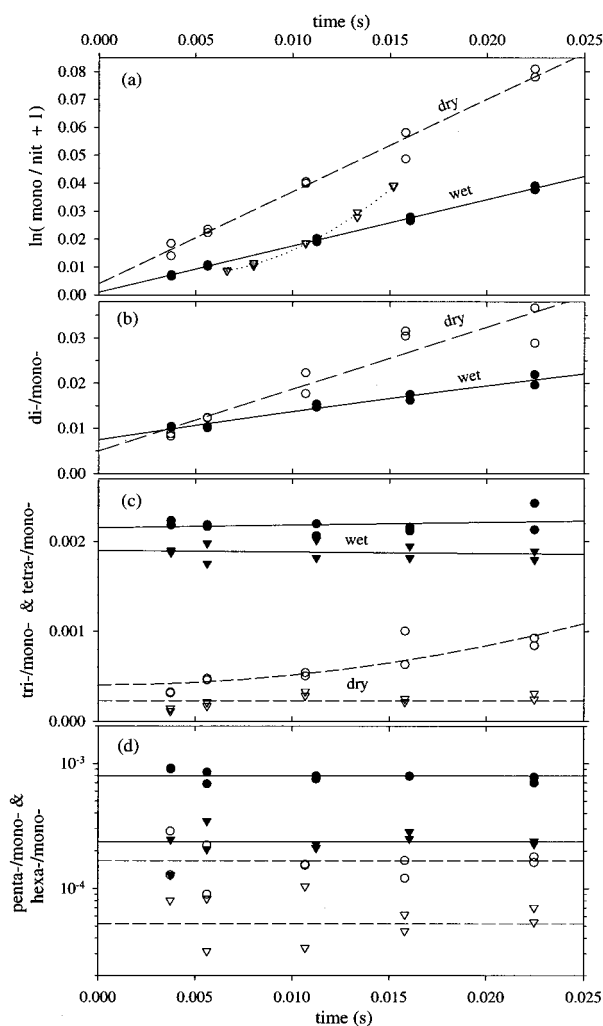 time (s)
0.000 0.005 0.010 0.015 0.020 0.025
(a)
ln( mono / nit + 1)
0.08
0.07
0.06
0.05
0.04
0.03
0.02
0.01
0.00
dry
wet
(b)
di-/mono-
0.03
0.02
0.01
0.00
dry
wet
(c)
tri-/mono- & tetra-/mono-
0.002
0.001
0.000
wet
dry
(d)
penta-/mono- &
hexa-/mono-
10-3
10-4
0.000 0.005 0.010 0.015 0.020 0.025
time (s)